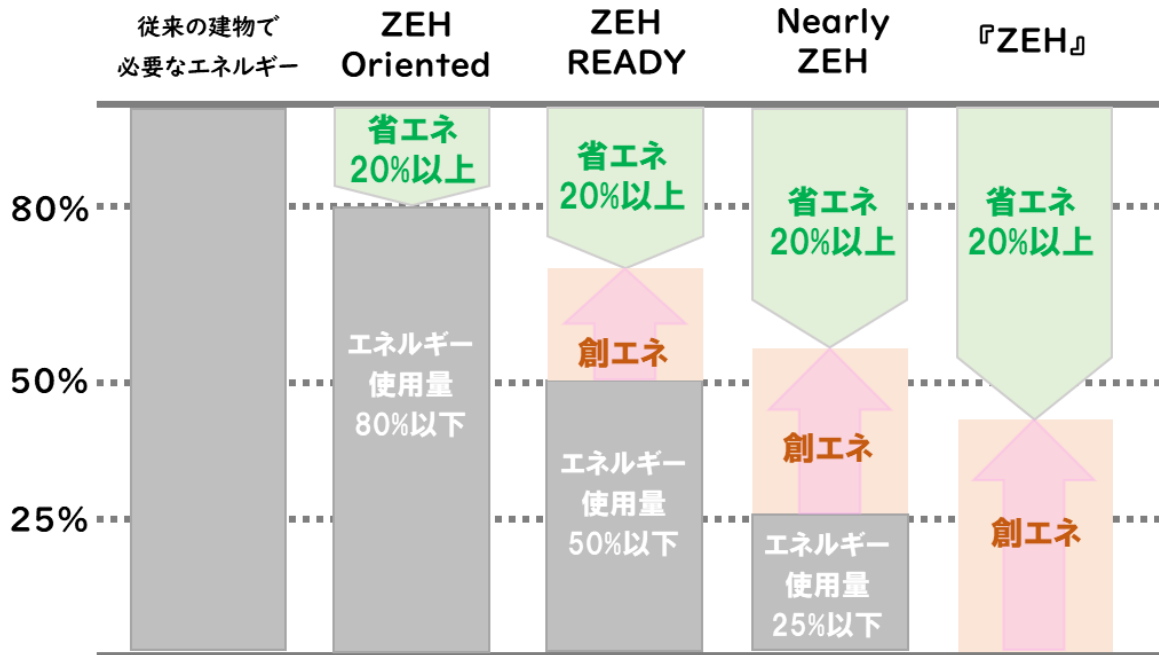 従来の建物で
必要なエネルギー
ZEH
Oriented
ZEH
READY
Nearly
ZEH
『ZEH』
80%
50%
25%
省エネ
20%以上
エネルギー
使用量
80%以下
省エネ
20%以上
創エネ
エネルギー
使用量
50%以下
省エネ
20%以上
創エネ
エネルギー
使用量
25%以下
省エネ
20%以上
創エネ